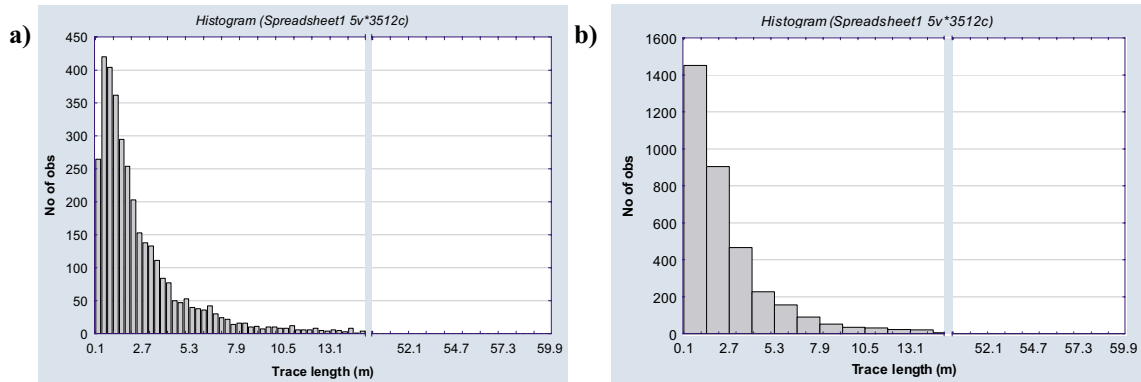 a)
Histogram (Spreadsheet1 5v*3512c)
450
400
350
300
250
200
150
100
50
0
No of obs
0.1 2.7 5.3 7.9 10.5 13.1 52.1 54.7 57.3 59.9
Trace length (m)
b)
Histogram (Spreadsheet1 5v*3512c)
1600
1400
1200
1000
800
600
400
200
0
No of obs
0.1 2.7 5.3 7.9 10.5 13.1 52.1 54.7 57.3 59.9
Trace length (m)